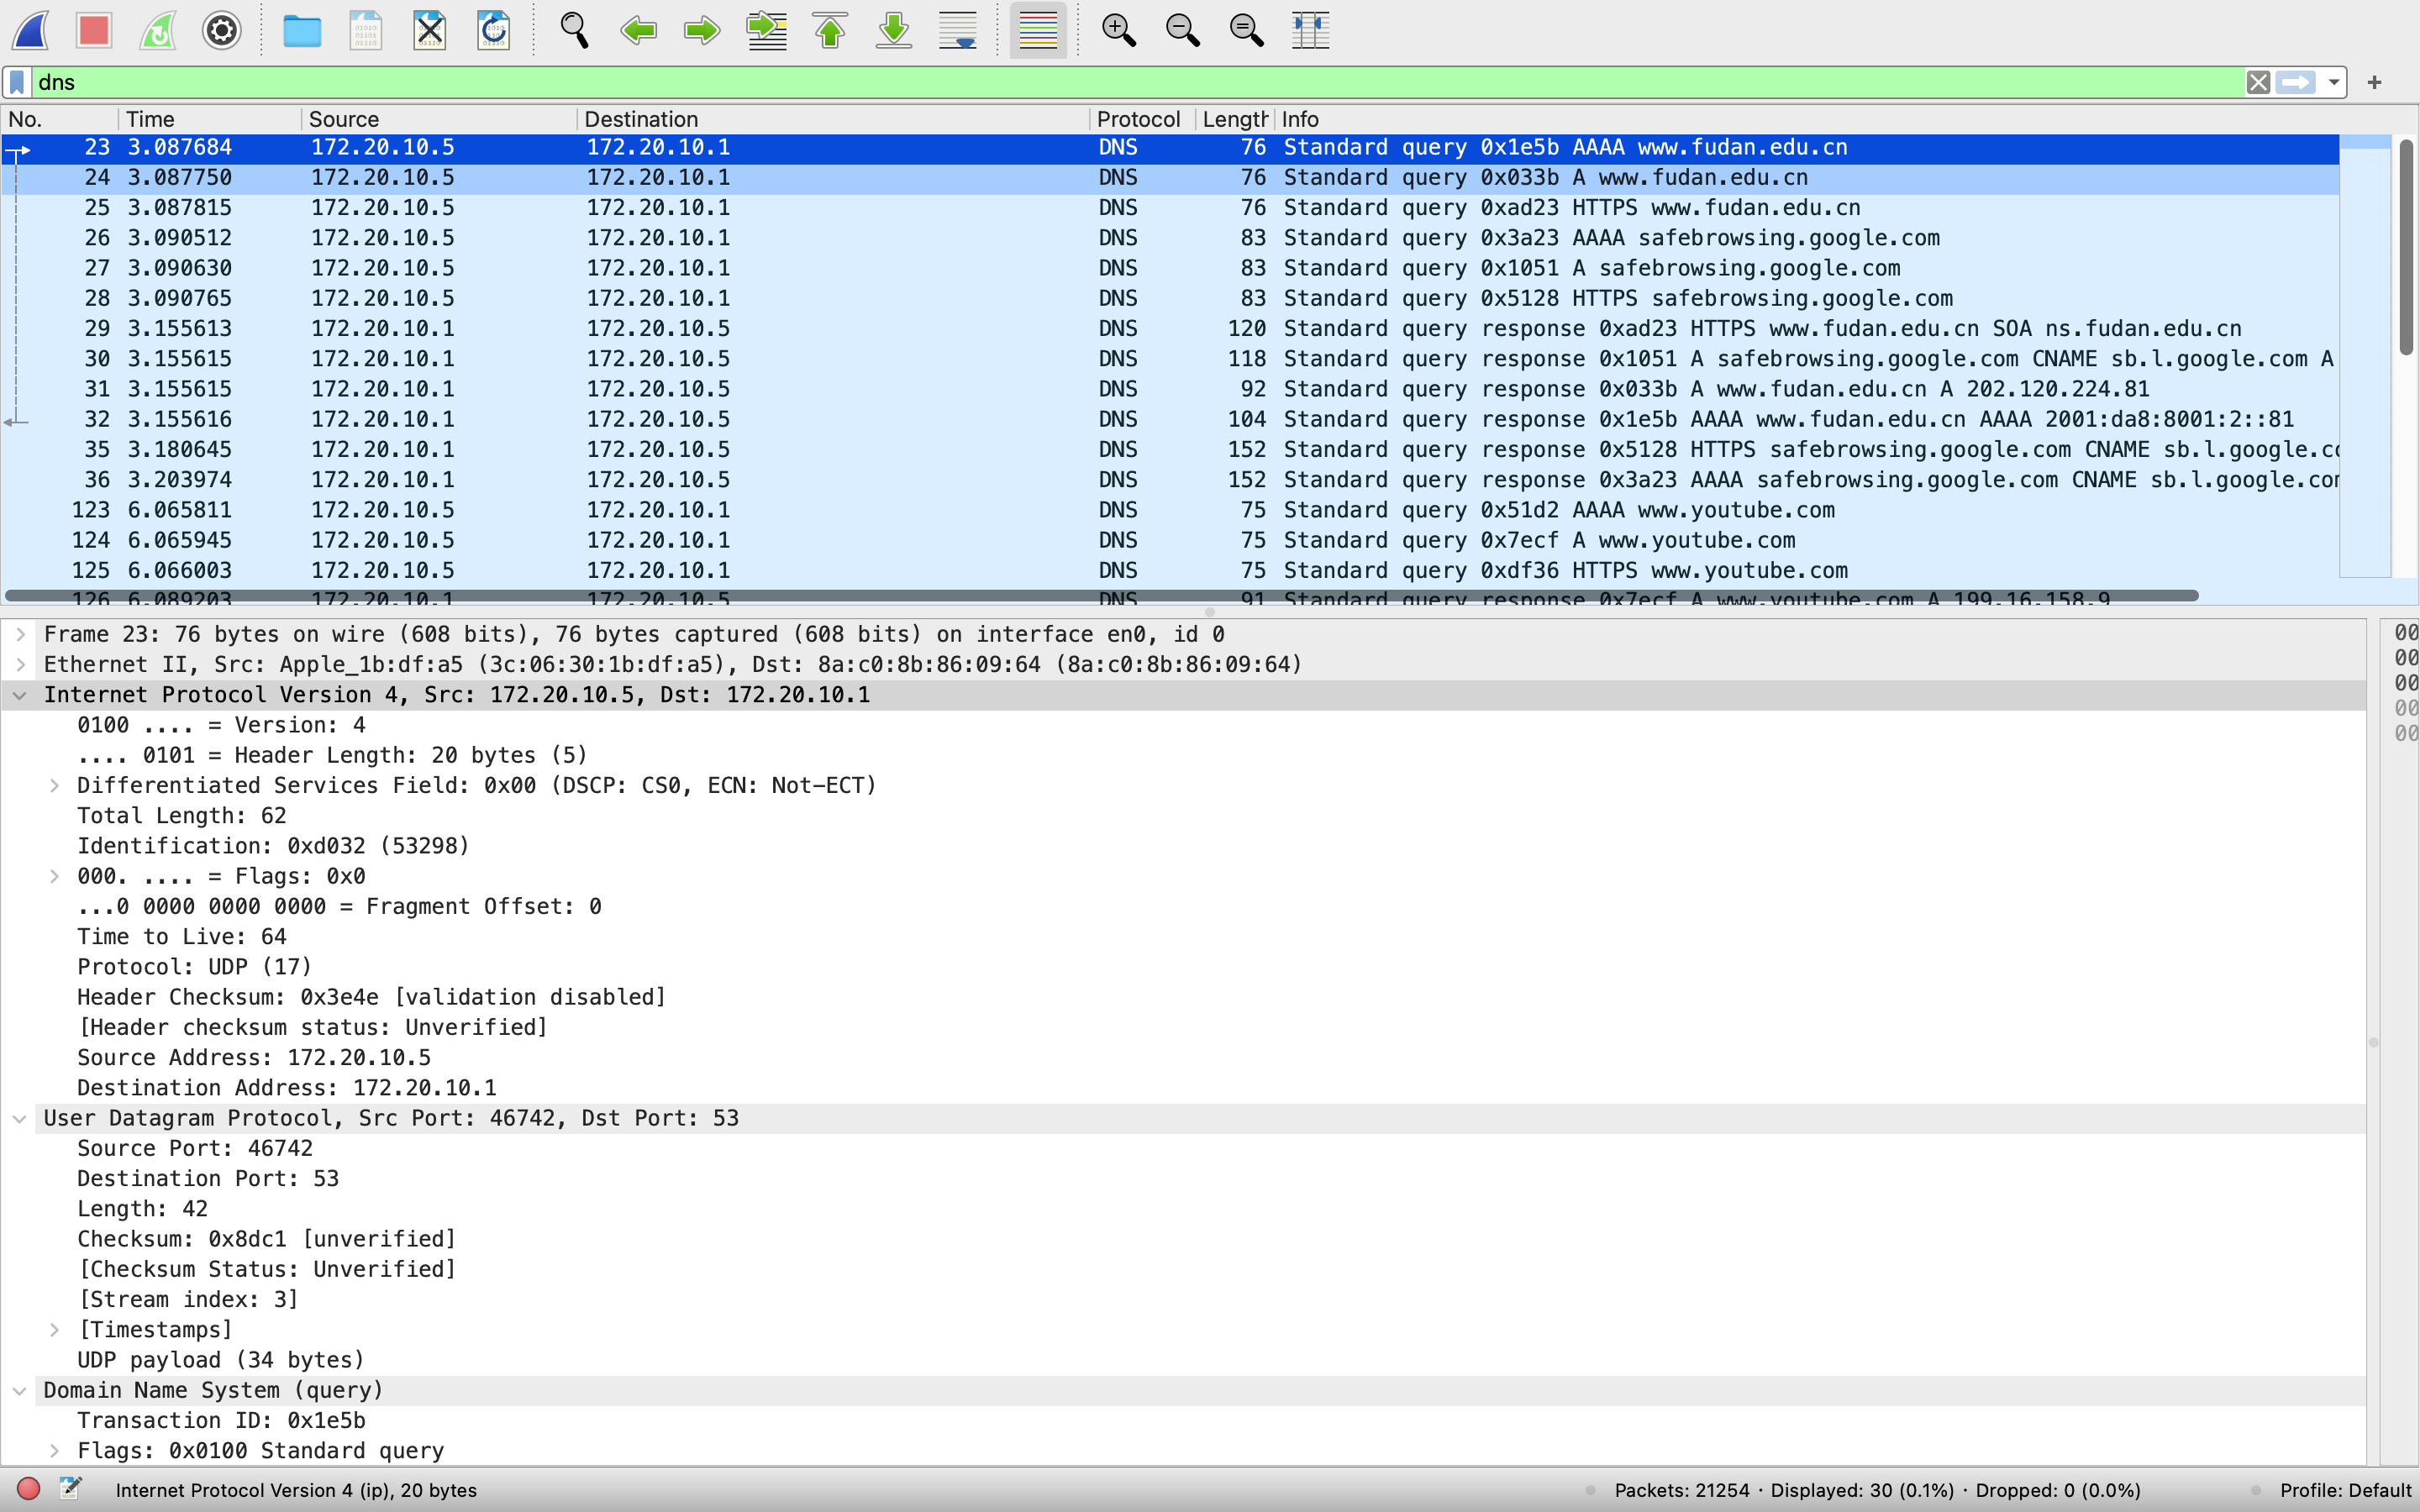 dns
No. Time Source Destination Protocol Length Info
23 3.087684 172.20.10.5 172.20.10.1 DNS 76 Standard query 0x1e5b AAAA www.fudan.edu.cn
24 3.087750 172.20.10.5 172.20.10.1 DNS 76 Standard query 0x033b A www.fudan.edu.cn
25 3.087815 172.20.10.5 172.20.10.1 DNS 76 Standard query 0xad23 HTTPS www.fudan.edu.cn
26 3.090512 172.20.10.5 172.20.10.1 DNS 83 Standard query 0x3a23 AAAA safebrowsing.google.com
27 3.090630 172.20.10.5 172.20.10.1 DNS 83 Standard query 0x1051 A safebrowsing.google.com
28 3.090765 172.20.10.5 172.20.10.1 DNS 83 Standard query 0x5128 HTTPS safebrowsing.google.com
29 3.155613 172.20.10.1 172.20.10.5 DNS 120 Standard query response 0xad23 HTTPS www.fudan.edu.cn SOA ns.fudan.edu.cn
30 3.155615 172.20.10.1 172.20.10.5 DNS 118 Standard query response 0x1051 A safebrowsing.google.com CNAME sb.l.google.com A
31 3.155615 172.20.10.1 172.20.10.5 DNS 92 Standard query response 0x033b A www.fudan.edu.cn A 202.120.224.81
32 3.155616 172.20.10.1 172.20.10.5 DNS 104 Standard query response 0x1e5b AAAA www.fudan.edu.cn AAAA 2001:da8:8001:2::81
35 3.180645 172.20.10.1 172.20.10.5 DNS 152 Standard query response 0x5128 HTTPS safebrowsing.google.com CNAME sb.l.google.co
36 3.203974 172.20.10.1 172.20.10.5 DNS 152 Standard query response 0x3a23 AAAA safebrowsing.google.com CNAME sb.l.google.com
123 6.065811 172.20.10.5 172.20.10.1 DNS 75 Standard query 0x51d2 AAAA www.youtube.com
124 6.065945 172.20.10.5 172.20.10.1 DNS 75 Standard query 0x7ecf A www.youtube.com
125 6.066003 172.20.10.5 172.20.10.1 DNS 75 Standard query 0xdf36 HTTPS www.youtube.com
126 6.089203 172.20.10.1 172.20.10.5 DNS 91 Standard query response 0x7ecf A www.youtube.com A 199.16.158.9
Frame 23: 76 bytes on wire (608 bits), 76 bytes captured (608 bits) on interface en0, id 0
Ethernet II, Src: Apple_1b:df:a5 (3c:06:30:1b:df:a5), Dst: 8a:c0:8b:86:09:64 (8a:c0:8b:86:09:64)
Internet Protocol Version 4, Src: 172.20.10.5, Dst: 172.20.10.1
0100 .... = Version: 4
.... 0101 = Header Length: 20 bytes (5)
Differentiated Services Field: 0x00 (DSCP: CS0, ECN: Not-ECT)
Total Length: 62
Identification: 0xd032 (53298)
000. .... = Flags: 0x0
...0 0000 0000 0000 = Fragment Offset: 0
Time to Live: 64
Protocol: UDP (17)
Header Checksum: 0x3e4e [validation disabled]
[Header checksum status: Unverified]
Source Address: 172.20.10.5
Destination Address: 172.20.10.1
User Datagram Protocol, Src Port: 46742, Dst Port: 53
Source Port: 46742
Destination Port: 53
Length: 42
Checksum: 0x8dc1 [unverified]
[Checksum Status: Unverified]
[Stream index: 3]
[Timestamps]
UDP payload (34 bytes)
Domain Name System (query)
Transaction ID: 0x1e5b
Flags: 0x0100 Standard query
00
00
00
00
00
Internet Protocol Version 4 (ip), 20 bytes
Packets: 21254 · Displayed: 30 (0.1%) · Dropped: 0 (0.0%)
Profile: Default